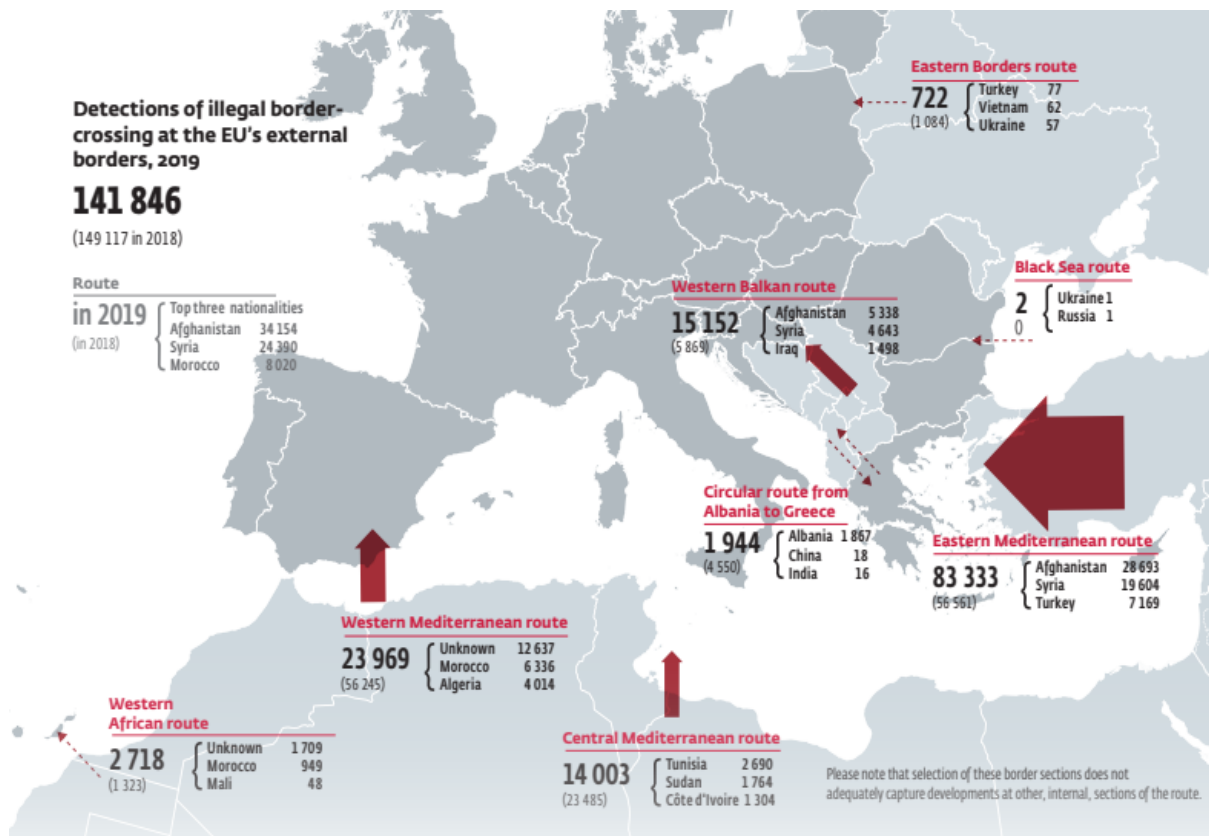 Detections of illegal border-
crossing at the EU's external
borders, 2019
141 846
(149 117 in 2018)
Route
in 2019
(in 2018)
Top three nationalities
Afghanistan 34 154
Syria 24 390
Morocco 8 020
Eastern Borders route
722
(1 084)
Turkey 77
Vietnam 62
Ukraine 57
Black Sea route
2
0
Ukraine 1
Russia 1
Western Balkan route
15 152
(5 869)
Afghanistan 5 338
Syria 4 643
Iraq 1 498
Circular route from
Albania to Greece
1 944
(4 550)
Albania 1 867
China 18
India 16
Eastern Mediterranean route
83 333
(56 561)
Afghanistan 28 693
Syria 19 604
Turkey 7 169
Western Mediterranean route
23 969
(56 245)
Unknown 12 637
Morocco 6 336
Algeria 4 014
Western
African route
2 718
(1 323)
Unknown 1 709
Morocco 949
Mali 48
Central Mediterranean route
14 003
(23 485)
Tunisia 2 690
Sudan 1 764
Côte d'Ivoire 1 304
Please note that selection of these border sections does not
adequately capture developments at other, internal, sections of the route.